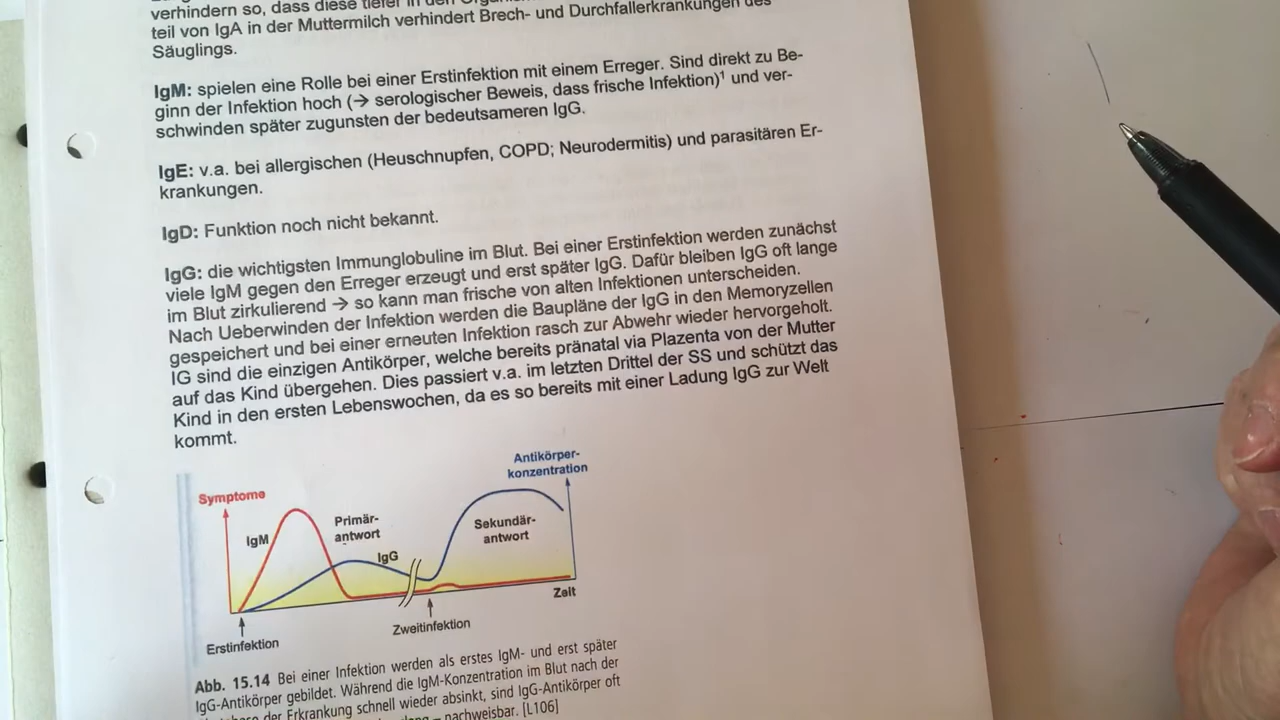 verhindern so, dass diese tiefer in den
teil von IgA in der Muttermilch verhindert Brech- und Durchfallerkrankungen des
Säuglings.
IgM: spielen eine Rolle bei einer Erstinfektion mit einem Erreger. Sind direkt zu Be-
ginn der Infektion hoch (→ serologischer Beweis, dass frische Infektion)¹ und ver-
schwinden später zugunsten der bedeutsameren IgG.
IgE: v.a. bei allergischen (Heuschnupfen, COPD; Neurodermitis) und parasitären Er-
krankungen.
IgD: Funktion noch nicht bekannt.
IgG: die wichtigsten Immunglobuline im Blut. Bei einer Erstinfektion werden zunächst
viele IgM gegen den Erreger erzeugt und erst später IgG. Dafür bleiben IgG oft lange
im Blut zirkulierend → so kann man frische von alten Infektionen unterscheiden.
Nach Ueberwinden der Infektion werden die Baupläne der IgG in den Memoryzellen
gespeichert und bei einer erneuten Infektion rasch zur Abwehr wieder hervorgeholt.
IG sind die einzigen Antikörper, welche bereits pränatal via Plazenta von der Mutter
auf das Kind übergehen. Dies passiert v.a. im letzten Drittel der SS und schützt das
Kind in den ersten Lebenswochen, da es so bereits mit einer Ladung IgG zur Welt
kommt.
Antikörper-
konzentration
Symptome
IgM
Primär-
antwort
IgG
Sekundär-
antwort
Zeit
Erstinfektion
Zweitinfektion
Abb. 15.14 Bei einer Infektion werden als erstes IgM- und erst später
IgG-Antikörper gebildet. Während die IgM-Konzentration im Blut nach der
der Erkrankung schnell wieder absinkt, sind IgG-Antikörper oft
– nachweisbar. [L106]